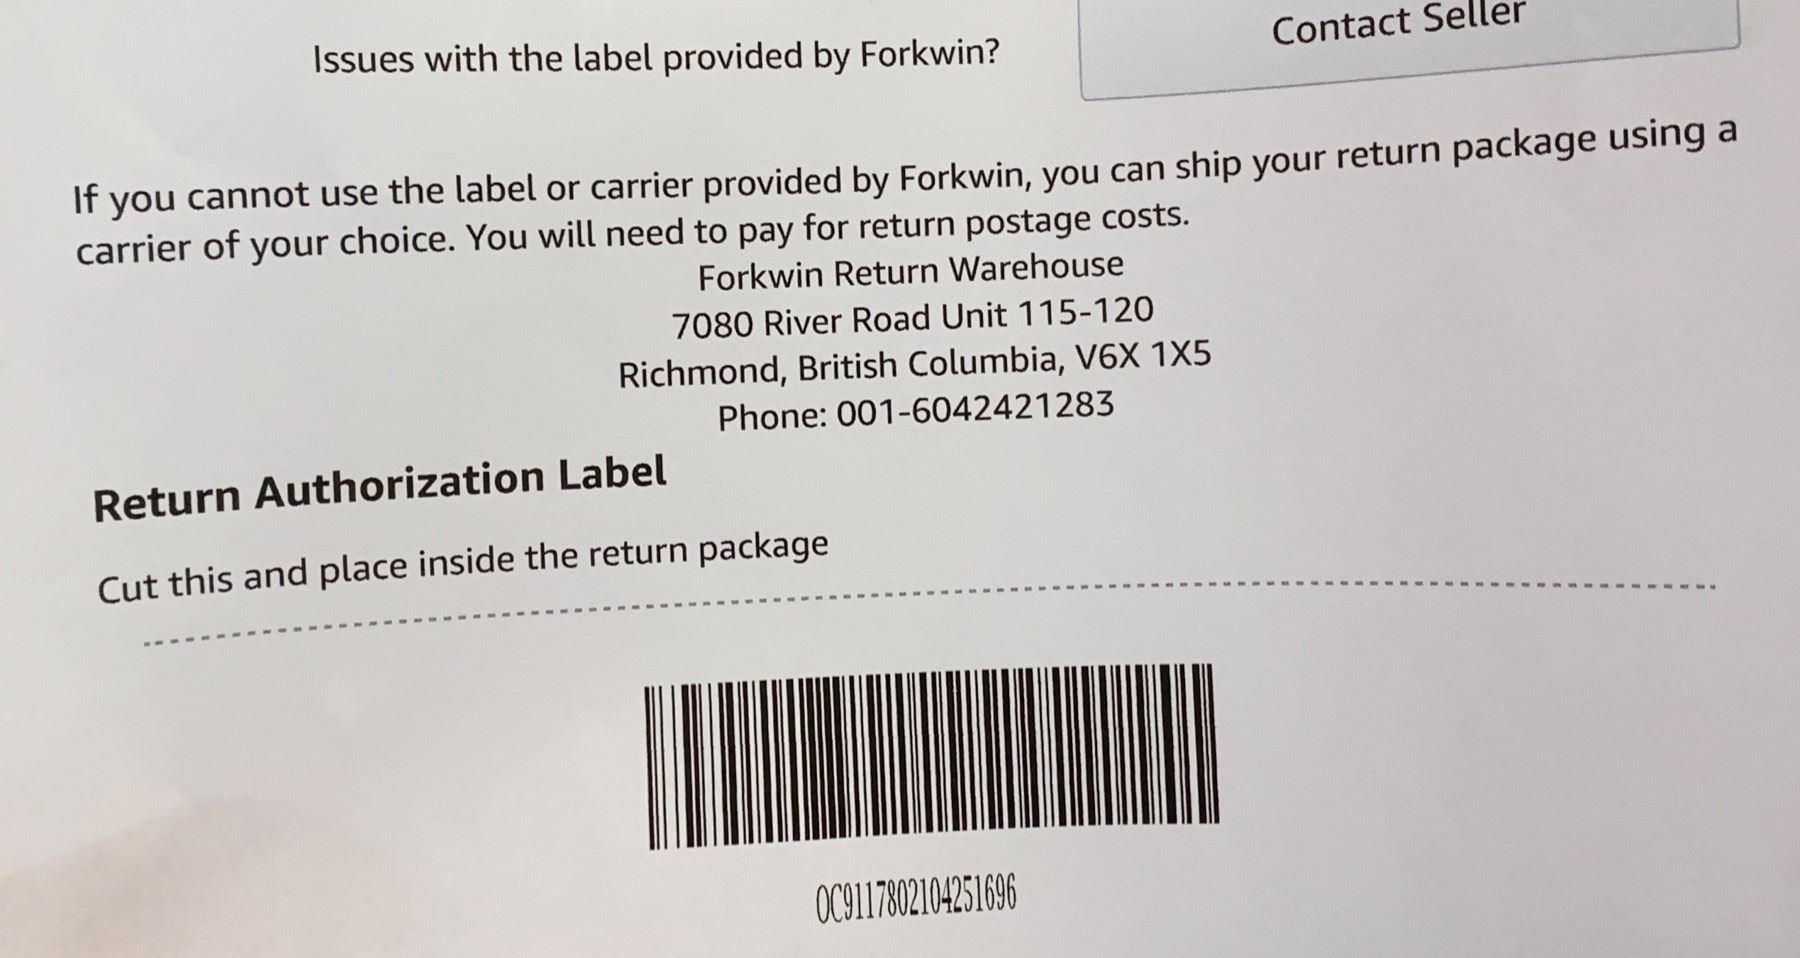 Issues with the label provided by Forkwin?
Contact Seller
If you cannot use the label or carrier provided by Forkwin, you can ship your return package using a
carrier of your choice. You will need to pay for return postage costs.
Forkwin Return Warehouse
7080 River Road Unit 115-120
Richmond, British Columbia, V6X 1X5
Phone: 001-6042421283
Return Authorization Label
Cut this and place inside the return package
OC9117802104251696